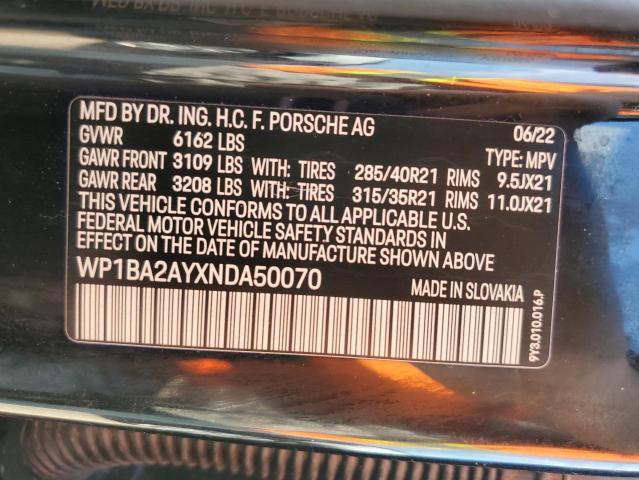 MFD BY DR. ING. H.C. F. PORSCHE AG 06/22
GVWR 6162 LBS TYPE: MPV
GAWR FRONT 3109 LBS WITH: TIRES 285/40R21 RIMS 9.5JX21
GAWR REAR 3208 LBS WITH: TIRES 315/35R21 RIMS 11.0JX21
THIS VEHICLE CONFORMS TO ALL APPLICABLE U.S.
FEDERAL MOTOR VEHICLE SAFETY STANDARDS IN
EFFECT ON THE DATE OF MANUFACTURE SHOWN ABOVE
WP1BA2AYXNDA50070 MADE IN SLOVAKIA
9Y3.010.016.P